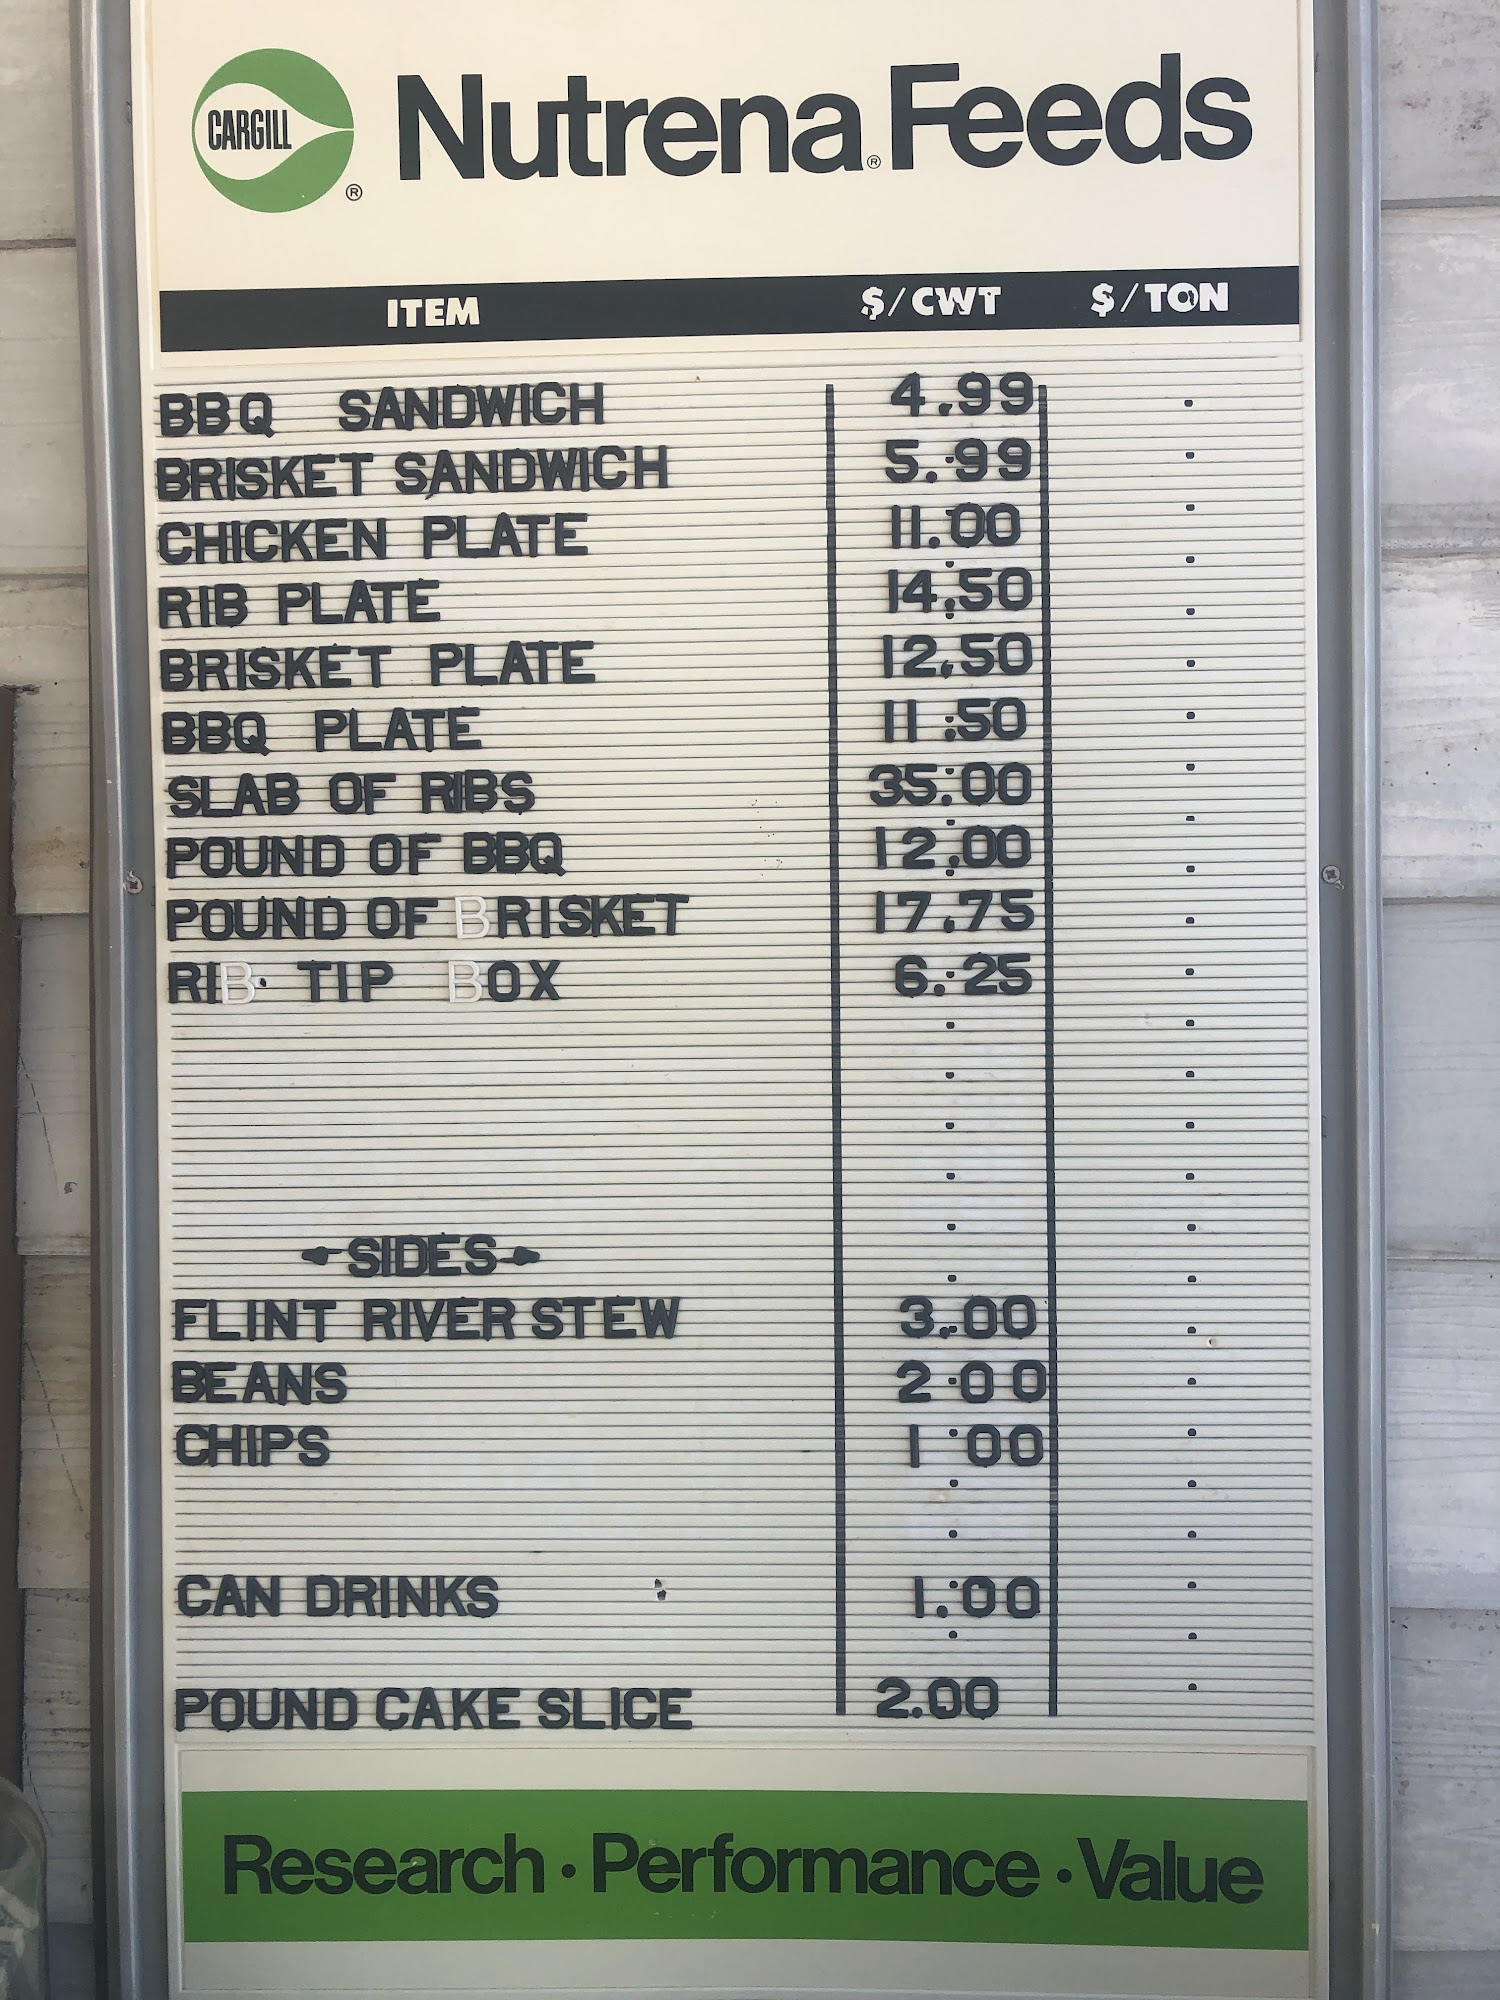 CARGILL ® Nutrena® Feeds
ITEM $/CWT $/TON
BBQ SANDWICH 4.99
BRISKET SANDWICH 5.99
CHICKEN PLATE 11.00
RIB PLATE 14.50
BRISKET PLATE 12.50
BBQ PLATE 11.50
SLAB OF RIBS 35.00
POUND OF BBQ 12.00
POUND OF BRISKET 17.75
RIB TIP BOX 6.25
SIDES
FLINT RIVER STEW 3.00
BEANS 2.00
CHIPS 1.00
CAN DRINKS 1.00
POUND CAKE SLICE 2.00
Research · Performance · Value